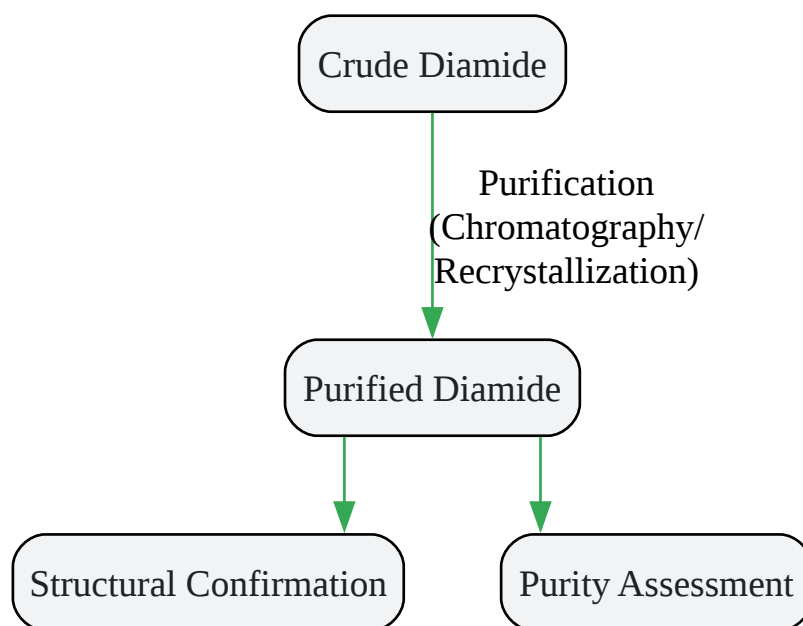 Crude Diamide
Purification
(Chromatography/
Recrystallization)
Purified Diamide
Structural Confirmation
Purity Assessment